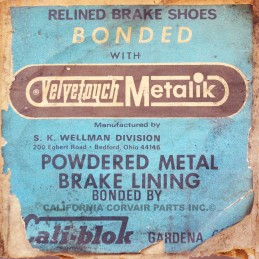 RELINED BRAKE SHOES
BONDED
WITH
Velvetouch Metalik
Manufactured by
S. K. WELLMAN DIVISION
200 Egbert Road • Bedford, Ohio 44146
POWDERED METAL
BRAKE LINING
BONDED BY
CALIFORNIA CORVAIR PARTS INC.©
Cali-blok
GARDENA